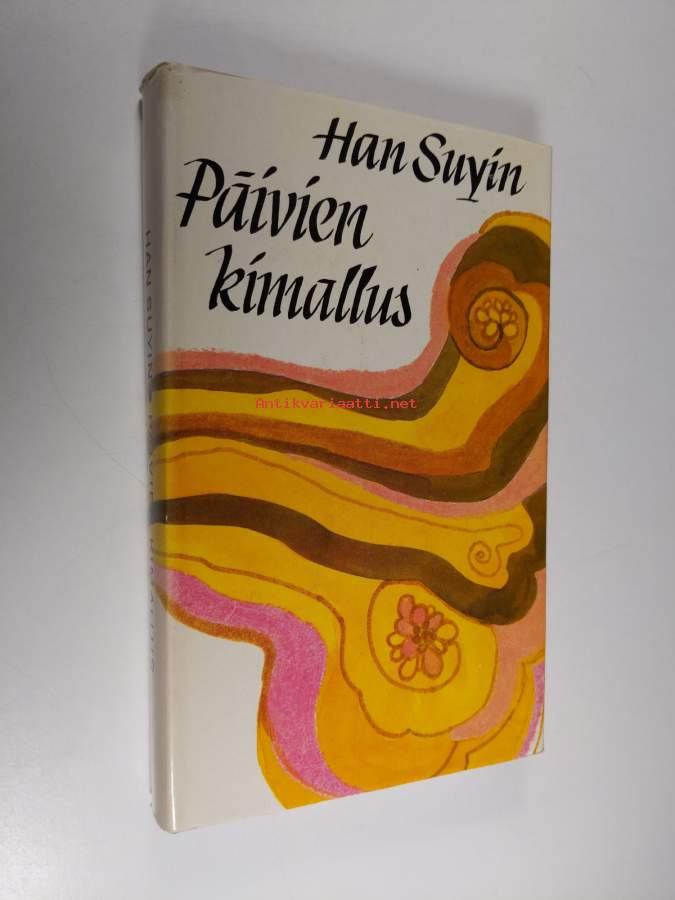 Han Suyin
Päivien
kimallus
Antikvariaatti.net
HAN SUYIN